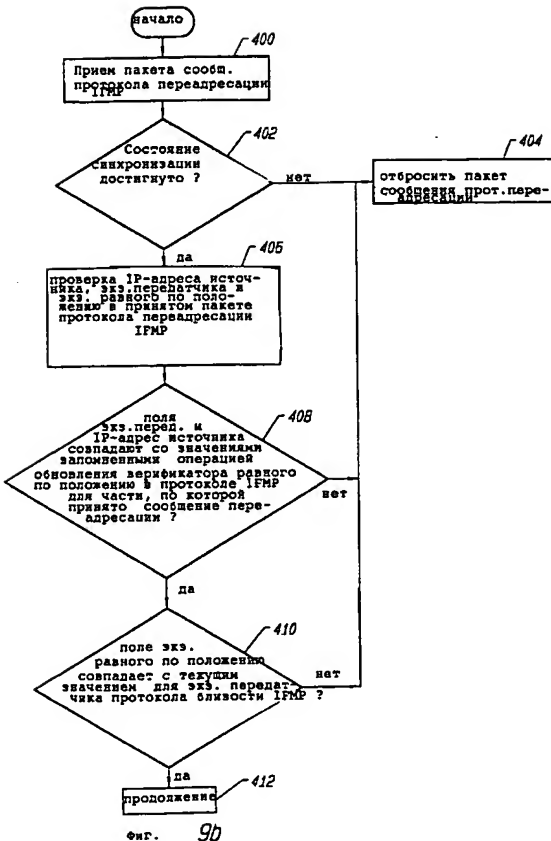 начало
400
Прием пакета сообщ.
протокола переадресации
IFMP
402
Состояние
синхронизации
достигнуто ?
нет
404
отбросить пакет
сообщения прот.пере-
адресации
да
406
проверка IP-адреса источ-
ника, экз.передатчика и
экз. равного по поло-
жению в принятом пакете
протокола переадресации
IFMP
поля
экз.перед. и
IP-адрес источника
совпадают со значениями
запомненными операцией
обновления верификатора равного
по положению в протоколе IFMP
для части, по которой
принято сообщение пере-
адресации ?
408
нет
да
410
поле экз.
равного по положению
совпадает с текущим
значением для экз. передат-
чика протокола близости IFMP ?
нет
да
продолжение
412
Фиг. 9b